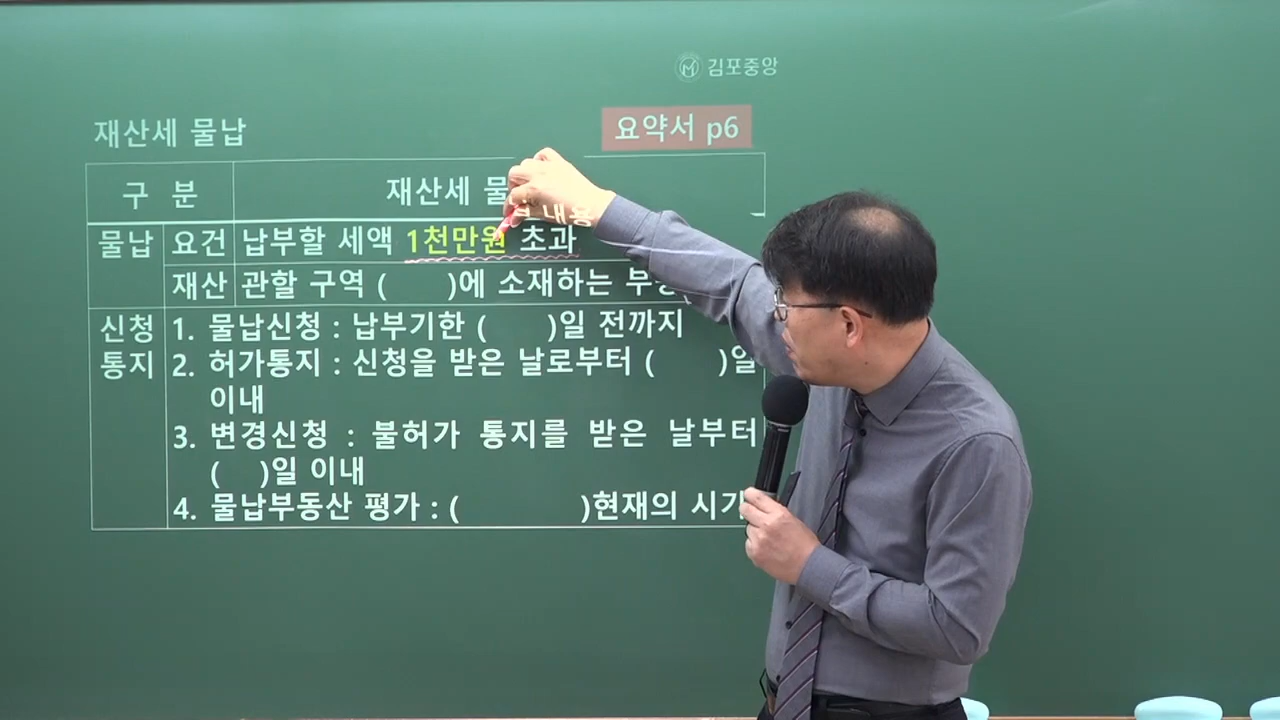 김포중앙
재산세 물납
요약서 p6
구 분
재산세 물
내용
물납
요건
납부할 세액 1천만원 초과
재산
관할 구역 ( )에 소재하는
신청
통지
1. 물납신청 : 납부기한 ( )일 전까지
2. 허가통지 : 신청을 받은 날로부터 ( )일
이내
3. 변경신청 : 불허가 통지를 받은 날부터
( )일 이내
4. 물납부동산 평가 : ( )현재의 시가